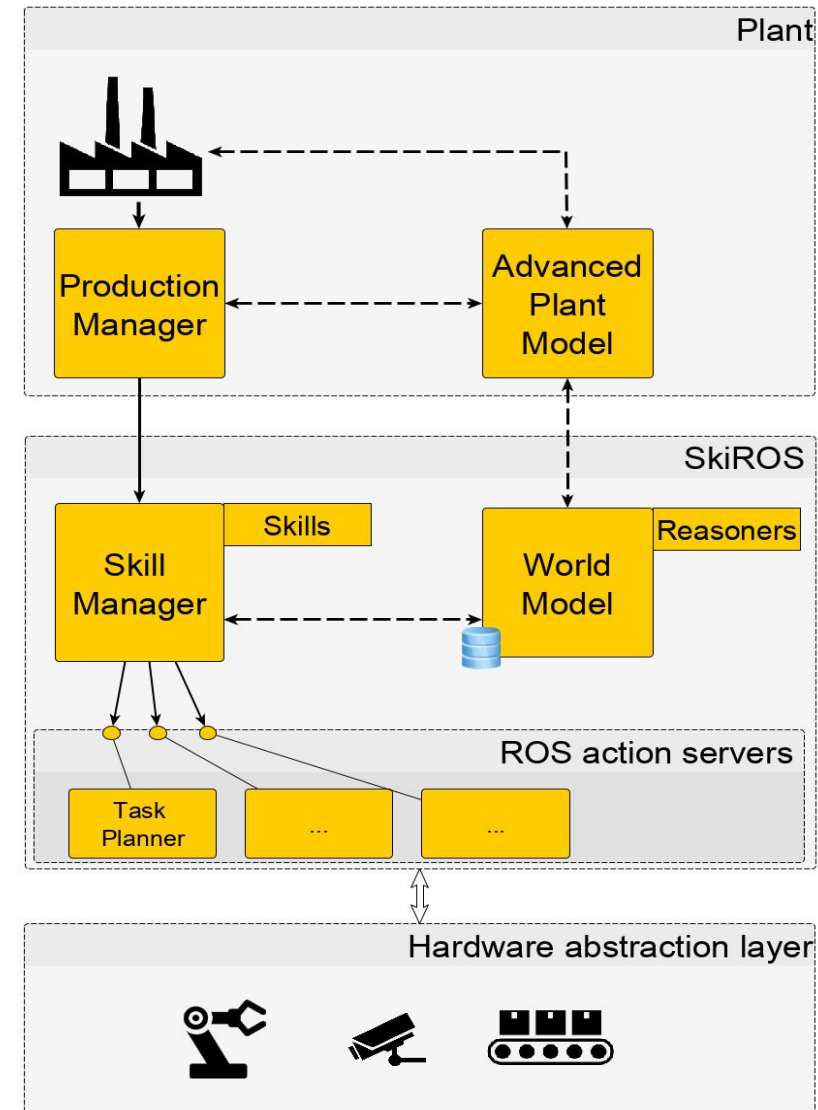 Plant
Production
Manager
Advanced
Plant
Model
SkiROS
Skill
Manager
Skills
World
Model
Reasoners
ROS action servers
Task
Planner
...
...
Hardware abstraction layer